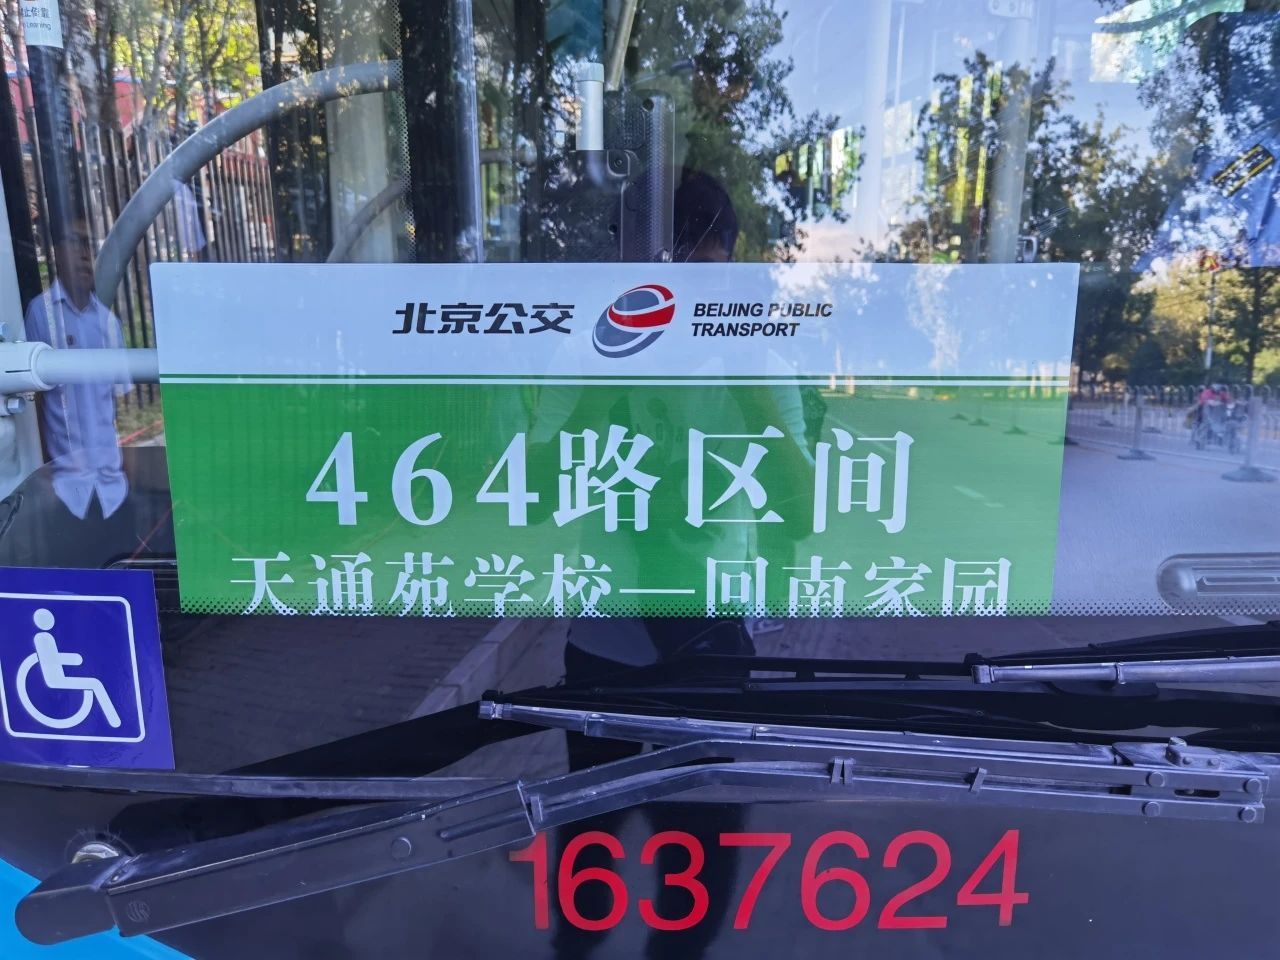 北京公交
BEIJING PUBLIC
TRANSPORT
464路区间
天通苑学校—回南家园
1637624